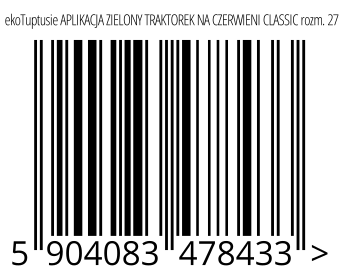 ekoTuptusie APLIKACJA ZIELONY TRAKTOREK NA CZERWIENI CLASSIC rozm. 27
5 904083 478433 >